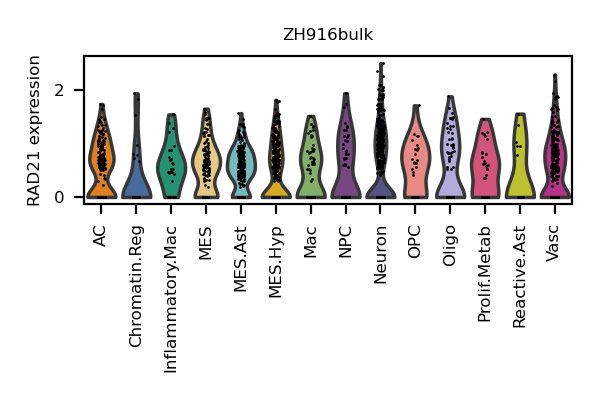 ZH916bulk
RAD21 expression
2
0
AC
Chromatin.Reg
Inflammatory.Mac
MES
MES.Ast
MES.Hyp
Mac
NPC
Neuron
OPC
Oligo
Prolif.Metab
Reactive.Ast
Vasc